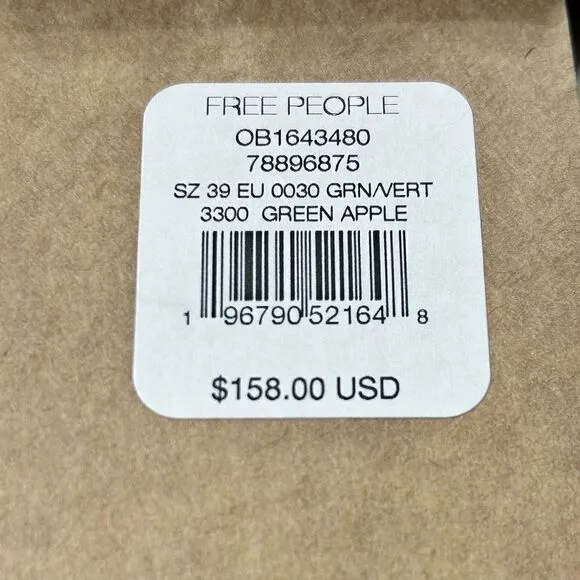 FREE PEOPLE
OB1643480
78896875
SZ 39 EU 0030 GRN/VERT
3300 GREEN APPLE
1 96790 52164 8
$158.00 USD